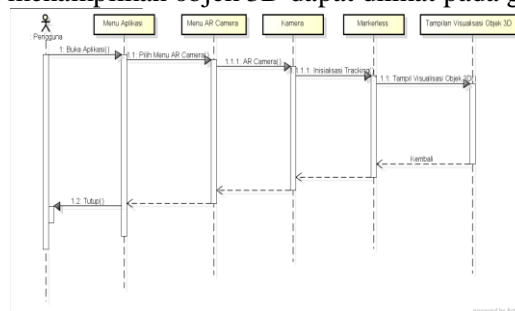 menampilkan objek 3D dapat dilihat pada g
Pengguna
Menu Aplikasi
Menu AR Camera
Kamera
Markerless
Tampilan Visualisasi Objek 3D
1: Buka Aplikasi()
1.1: Pilih Menu AR Camera()
1.1.1: AR Camera()
1.1.1: Inisialisasi Tracking()
1.1: Tampil Visualisasi Objek 3D()
Kembali
1.2: Tutup()